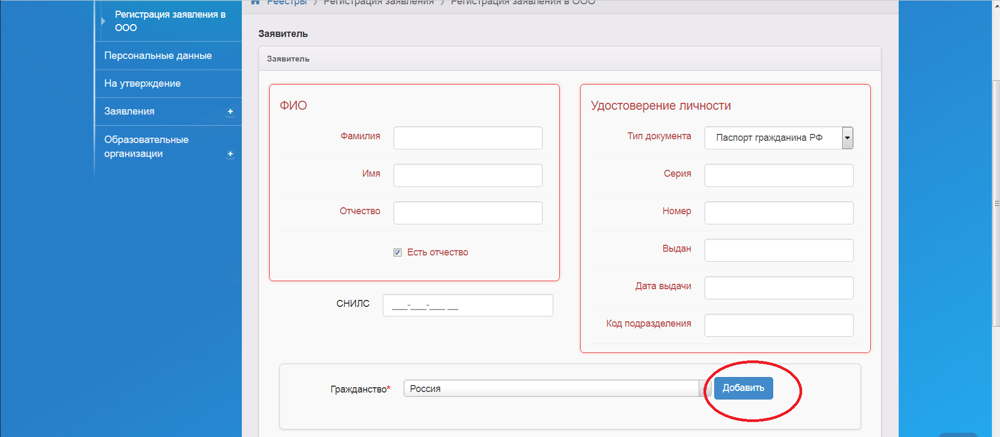 Реестры > Регистрация заявления > Регистрация заявления в ООО
Регистрация заявления в
ООО
Персональные данные
На утверждение
Заявления
Образовательные
организации
Заявитель
Заявитель
ФИО
Фамилия
Имя
Отчество
Есть отчество
СНИЛС
___-___-___ __
Удостоверение личности
Тип документа
Паспорт гражданина РФ
Серия
Номер
Выдан
Дата выдачи
Код подразделения
Гражданство*
Россия
Добавить